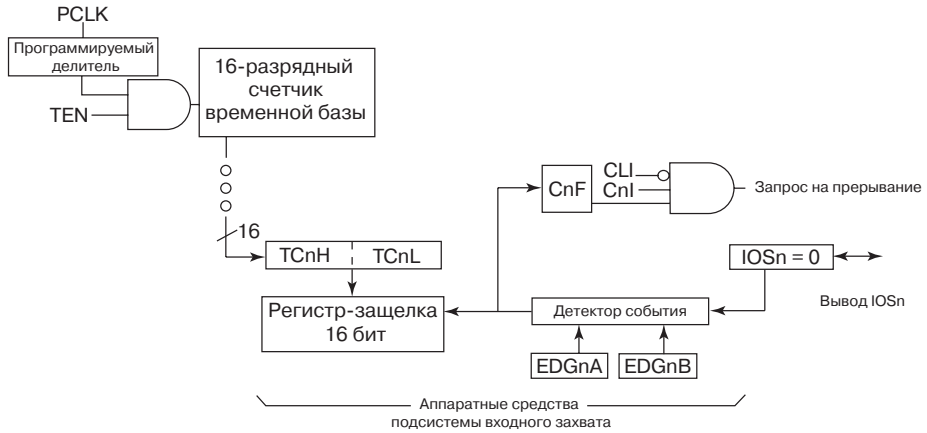 PCLK
Программируемый
делитель
TEN
16-разрядный
счетчик
временной базы
16
TCnH
TCnL
Регистр-защелка
16 бит
CnF
CLI
CnI
Запрос на прерывание
IOSn = 0
Вывод IOSn
Детектор события
EDGnA
EDGnB
Аппаратные средства
подсистемы входного захвата